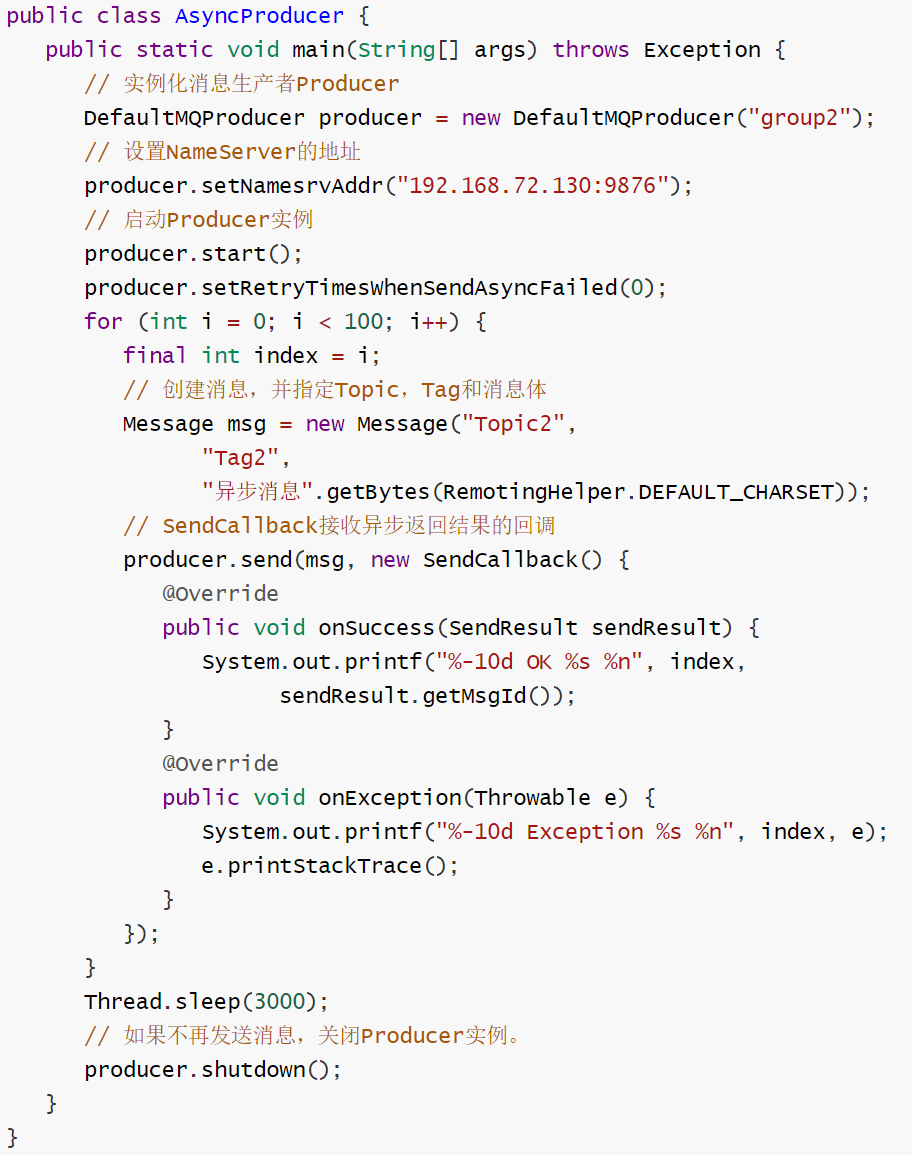 public class AsyncProducer {
   public static void main(String[] args) throws Exception {
      // 实例化消息生产者Producer
      DefaultMQProducer producer = new DefaultMQProducer("group2");
      // 设置NameServer的地址
      producer.setNamesrvAddr("192.168.72.130:9876");
      // 启动Producer实例
      producer.start();
      producer.setRetryTimesWhenSendAsyncFailed(0);
      for (int i = 0; i < 100; i++) {
         final int index = i;
         // 创建消息，并指定Topic，Tag和消息体
         Message msg = new Message("Topic2",
               "Tag2",
               "异步消息".getBytes(RemotingHelper.DEFAULT_CHARSET));
         // SendCallback接收异步返回结果的回调
         producer.send(msg, new SendCallback() {
            @Override
            public void onSuccess(SendResult sendResult) {
               System.out.printf("%-10d OK %s %n", index,
                     sendResult.getMsgId());
            }
            @Override
            public void onException(Throwable e) {
               System.out.printf("%-10d Exception %s %n", index, e);
               e.printStackTrace();
            }
         });
      }
      Thread.sleep(3000);
      // 如果不再发送消息，关闭Producer实例。
      producer.shutdown();
   }
}